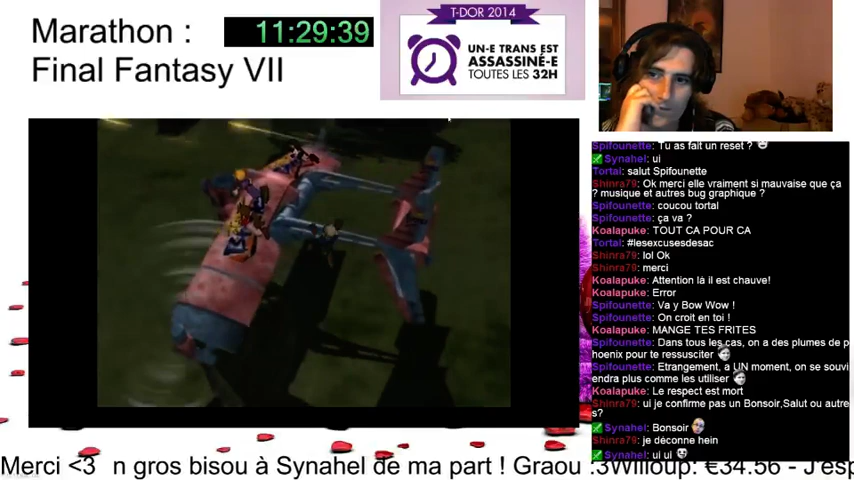 Marathon :
Final Fantasy VII
11:29:39
T-DOR 2014
UN-E TRANS EST
ASSASSINÉ-E
TOUTES LES 32H
Spifounette: Tu as fait un reset ?
Synahel: ui
Tortal: salut Spifounette
Shinra79: Ok merci elle vraiment si mauvaise que ça
? musique et autres bug graphique ?
Spifounette: coucou tortal
Spifounette: ça va ?
Koalapuke: TOUT CA POUR CA
Tortal: #lesexcusesdesac
Shinra79: lol Ok
Shinra79: merci
Koalapuke: Attention là il est chauve!
Koalapuke: Error
Spifounette: Va y Bow Wow !
Spifounette: On croit en toi !
Koalapuke: MANGE TES FRITES
Spifounette: Dans tous les cas, on a des plumes de p
hoenix pour te ressusciter
Spifounette: Etrangement, a UN moment, on se souvi
endra plus comme les utiliser
Koalapuke: Le respect est mort
Shinra79: ui je confirme pas un Bonsoir,Salut ou autre
s?
Synahel: Bonsoir
Shinra79: je déconne hein
Synahel: ui ui
Merci <3 n gros bisou à Synahel de ma part ! Graou :3Willoup: €34.56 - J'esp